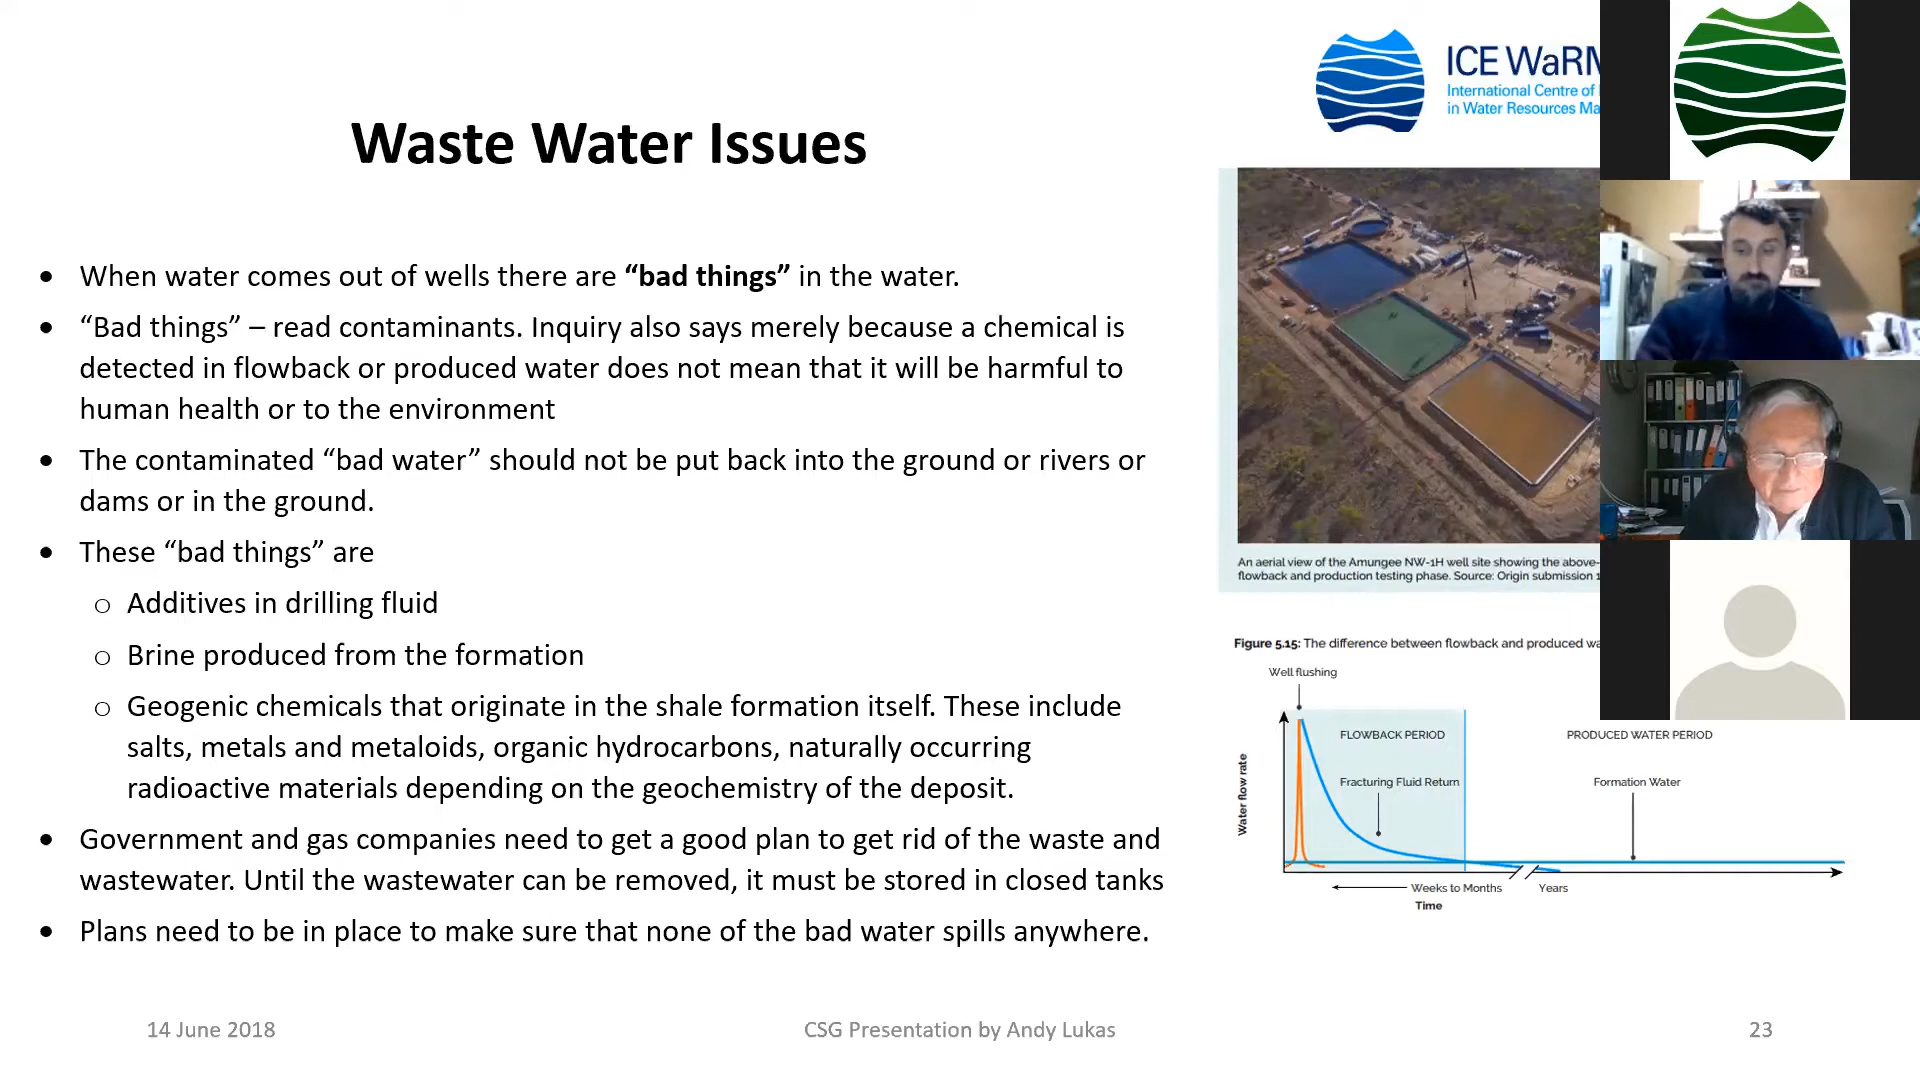 ICE WaRM
International Centre of
in Water Resources Ma
Waste Water Issues
• When water comes out of wells there are “bad things” in the water.
• “Bad things” – read contaminants. Inquiry also says merely because a chemical is
detected in flowback or produced water does not mean that it will be harmful to
human health or to the environment
• The contaminated “bad water” should not be put back into the ground or rivers or
dams or in the ground.
• These “bad things” are
o Additives in drilling fluid
o Brine produced from the formation
o Geogenic chemicals that originate in the shale formation itself. These include
salts, metals and metaloids, organic hydrocarbons, naturally occurring
radioactive materials depending on the geochemistry of the deposit.
• Government and gas companies need to get a good plan to get rid of the waste and
wastewater. Until the wastewater can be removed, it must be stored in closed tanks
• Plans need to be in place to make sure that none of the bad water spills anywhere.
An aerial view of the Amungee NW-1H well site showing the above-
flowback and production testing phase. Source: Origin submission 1
Figure 5.15: The difference between flowback and produced wa
Well flushing
FLOWBACK PERIOD
PRODUCED WATER PERIOD
Fracturing Fluid Return
Formation Water
Water flow rate
Weeks to Months
Years
Time
14 June 2018
CSG Presentation by Andy Lukas
23